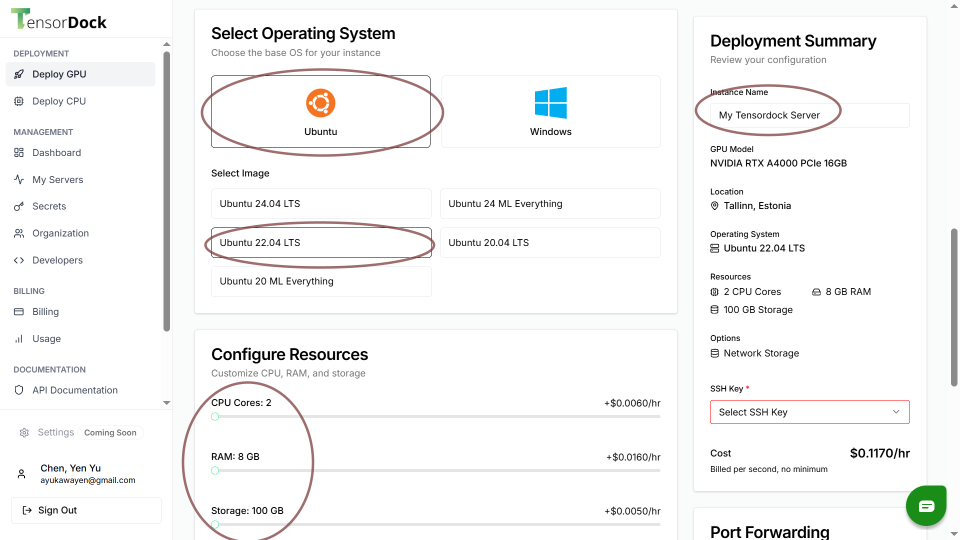 TensorDock
DEPLOYMENT
Deploy GPU
Deploy CPU
MANAGEMENT
Dashboard
My Servers
Secrets
Organization
Developers
BILLING
Billing
Usage
DOCUMENTATION
API Documentation
Settings Coming Soon
Chen, Yen Yu
ayukawayen@gmail.com
Sign Out
Select Operating System
Choose the base OS for your instance
Ubuntu
Windows
Select Image
Ubuntu 24.04 LTS
Ubuntu 24 ML Everything
Ubuntu 22.04 LTS
Ubuntu 20.04 LTS
Ubuntu 20 ML Everything
Configure Resources
Customize CPU, RAM, and storage
CPU Cores: 2 +$0.0060/hr
RAM: 8 GB +$0.0160/hr
Storage: 100 GB +$0.0050/hr
Deployment Summary
Review your configuration
Instance Name
My Tensordock Server
GPU Model
NVIDIA RTX A4000 PCIe 16GB
Location
Tallinn, Estonia
Operating System
Ubuntu 22.04 LTS
Resources
2 CPU Cores 8 GB RAM
100 GB Storage
Options
Network Storage
SSH Key *
Select SSH Key
Cost $0.1170/hr
Billed per second, no minimum
Port Forwarding